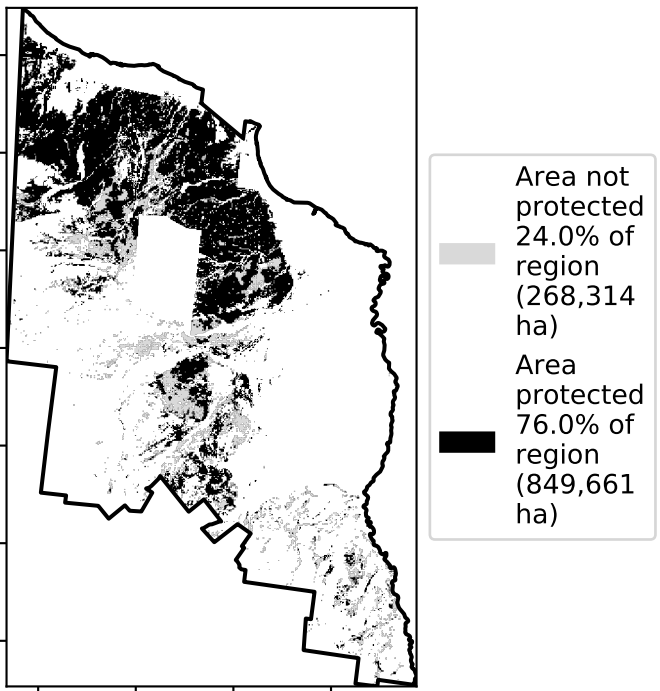 Area not
protected
24.0% of
region
(268,314
ha)
Area
protected
76.0% of
region
(849,661
ha)